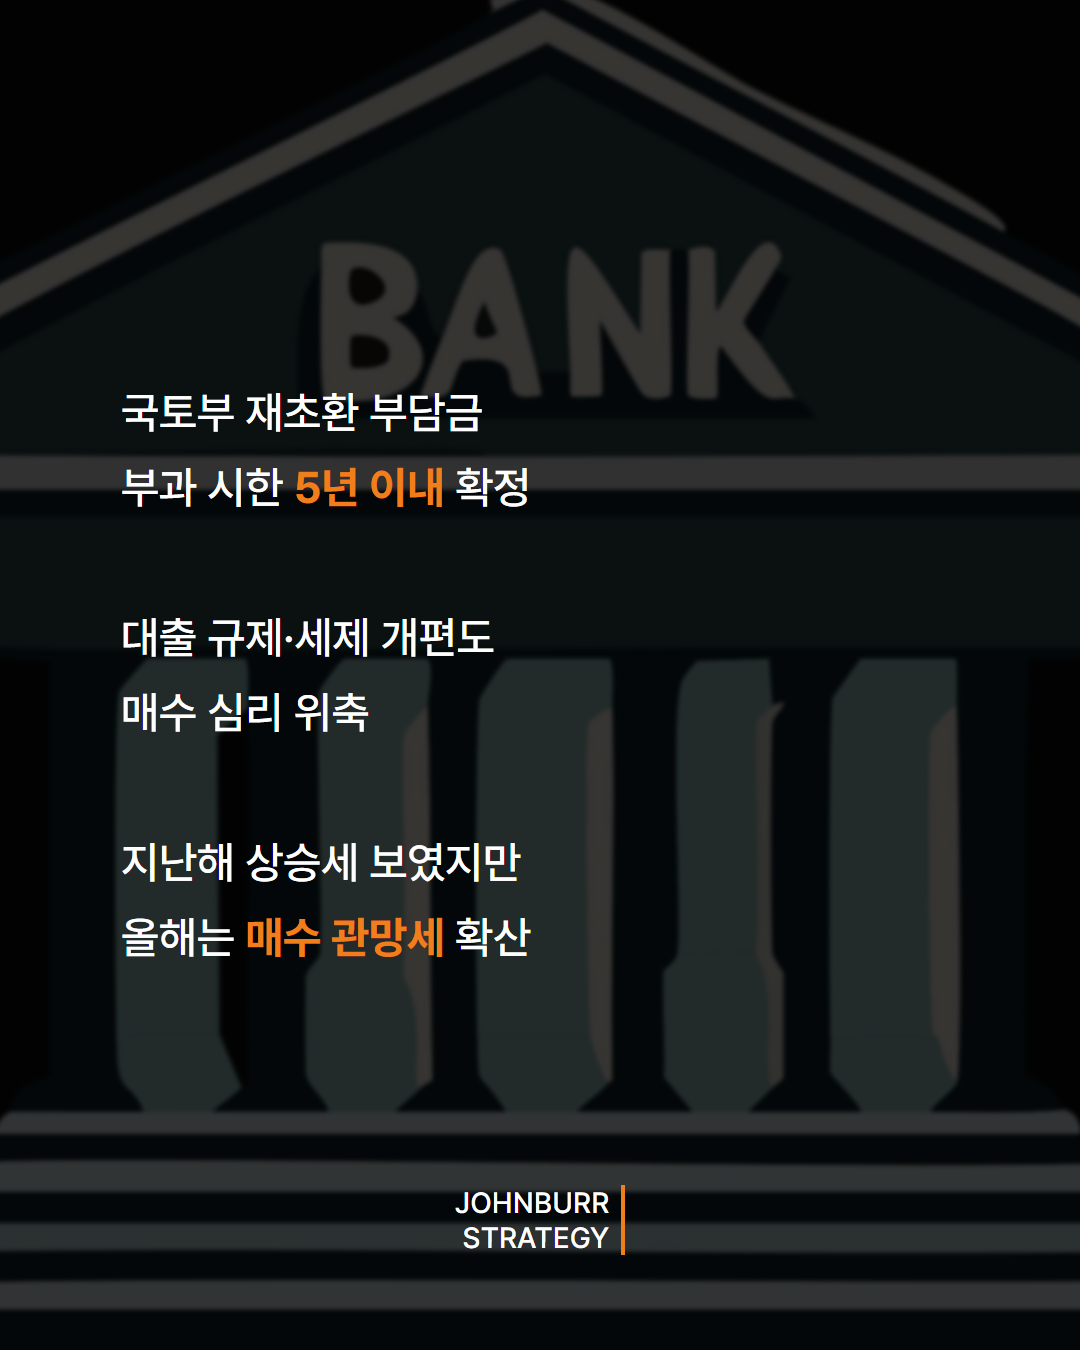 BANK
국토부 재초환 부담금
부과 시한 5년 이내 확정
대출 규제·세제 개편도
매수 심리 위축
지난해 상승세 보였지만
올해는 매수 관망세 확산
JOHNBURR
STRATEGY